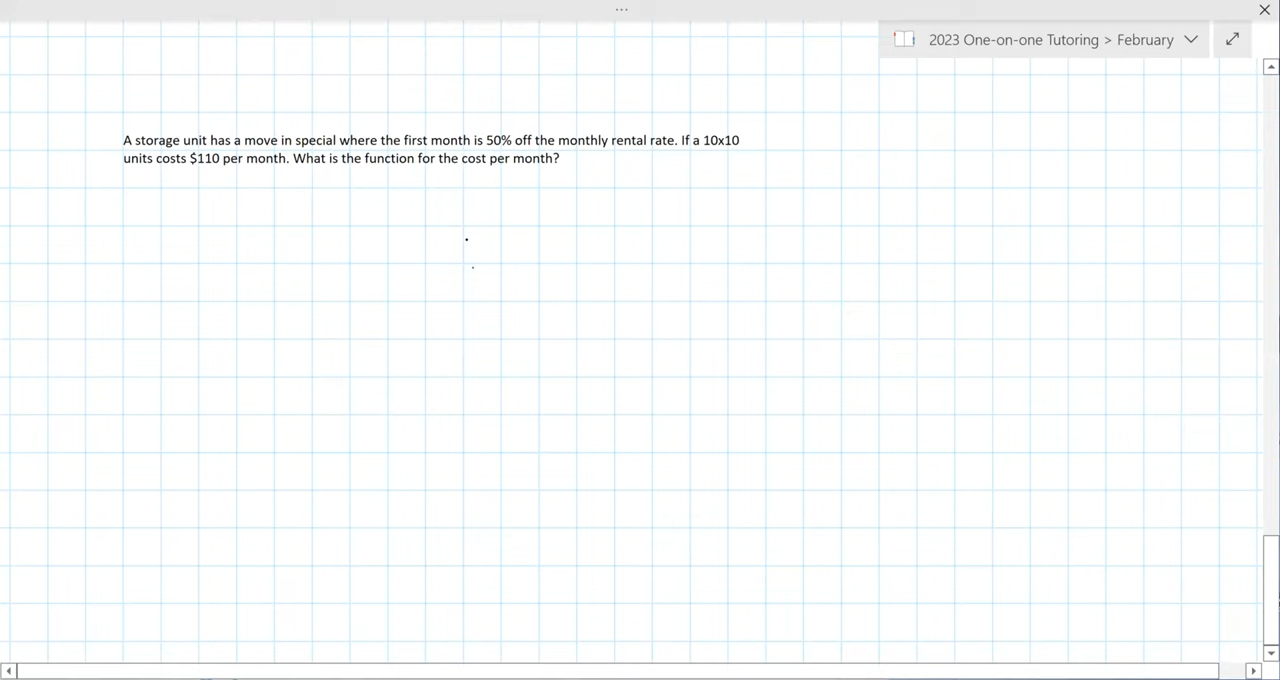 2023 One-on-one Tutoring > February
A storage unit has a move in special where the first month is 50% off the monthly rental rate. If a 10x10
units costs $110 per month. What is the function for the cost per month?